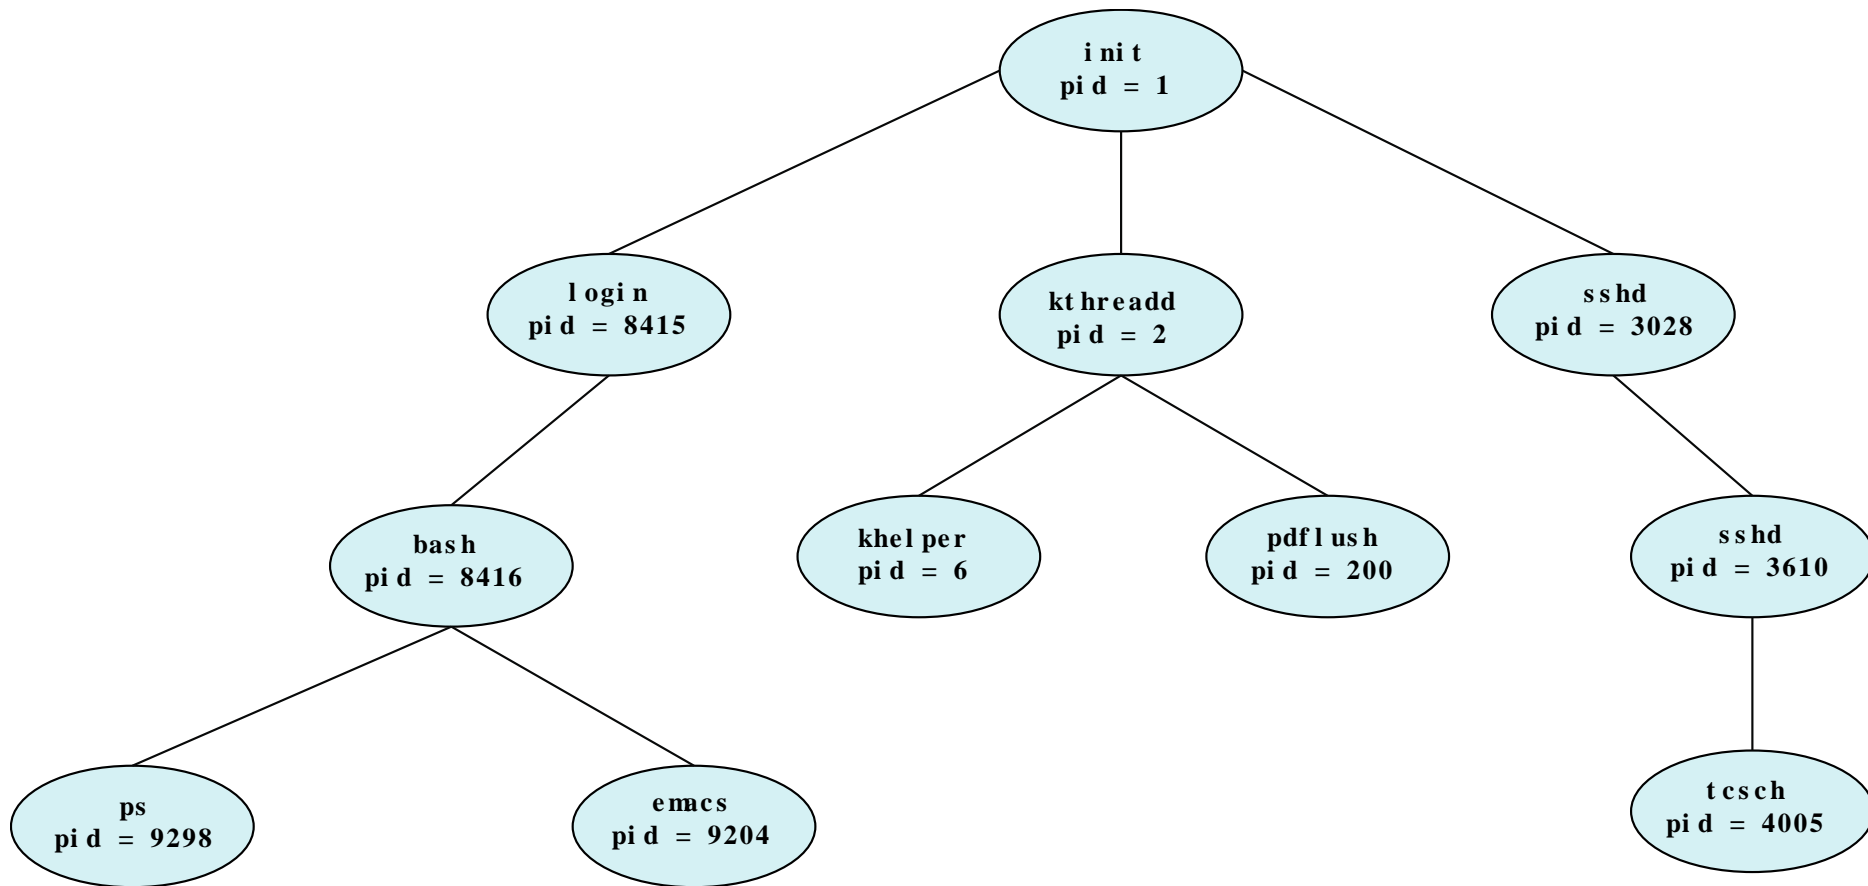 init
pid = 1
login
pid = 8415
kthreadd
pid = 2
sshd
pid = 3028
bash
pid = 8416
khelper
pid = 6
pdflush
pid = 200
sshd
pid = 3610
ps
pid = 9298
emacs
pid = 9204
tcsch
pid = 4005